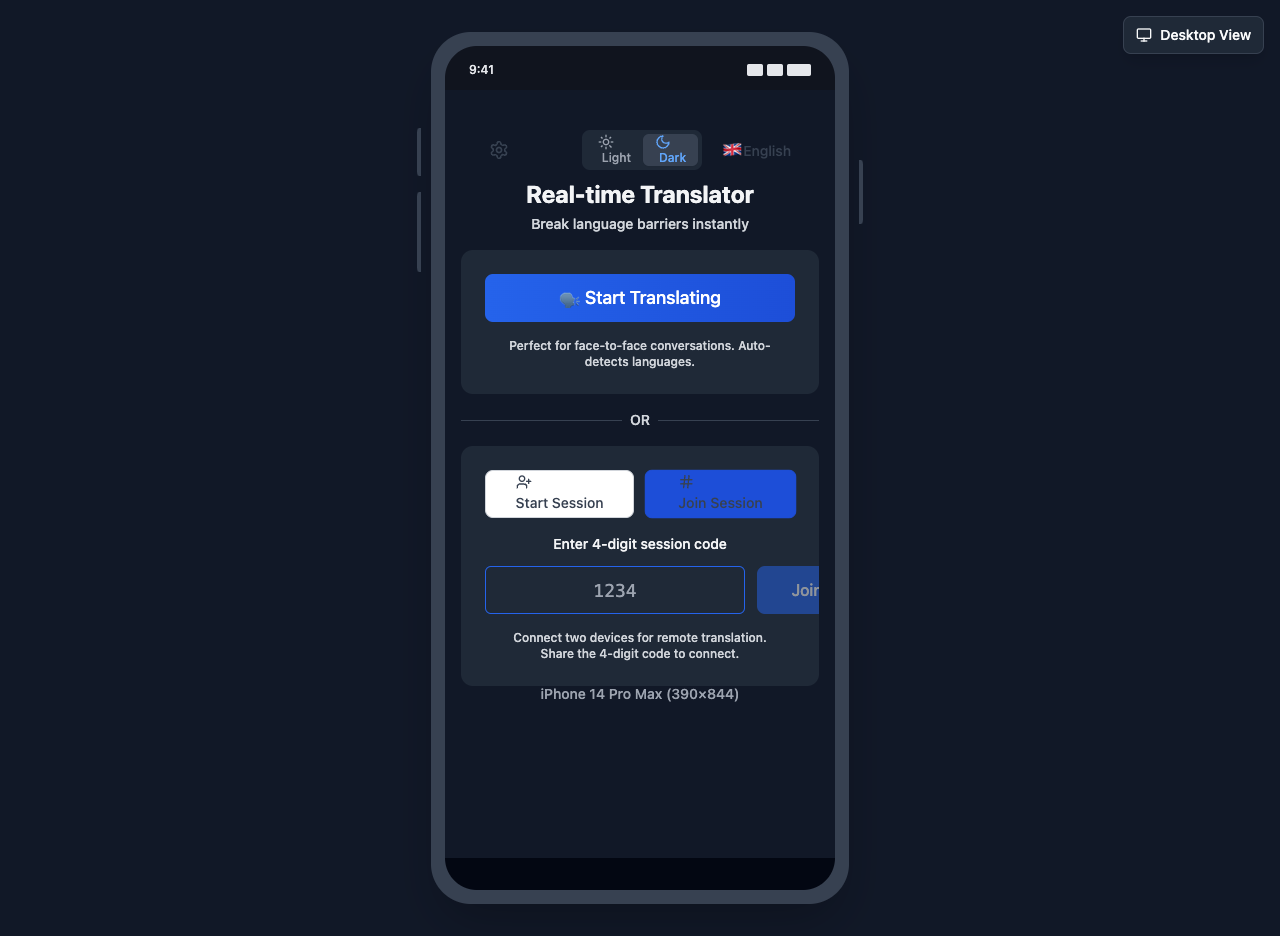 Desktop View
9:41
Light
Dark
English
Real-time Translator
Break language barriers instantly
Start Translating
Perfect for face-to-face conversations. Auto-
detects languages.
OR
Start Session
Join Session
Enter 4-digit session code
1234
Join
Connect two devices for remote translation.
Share the 4-digit code to connect.
iPhone 14 Pro Max (390×844)